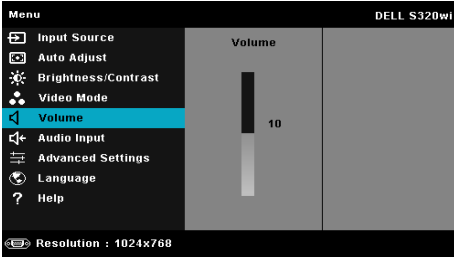 Menu
DELL S320wi
Input Source
Auto Adjust
Brightness/Contrast
Video Mode
Volume
Audio Input
Advanced Settings
Language
? Help
Volume
10
Resolution : 1024x768